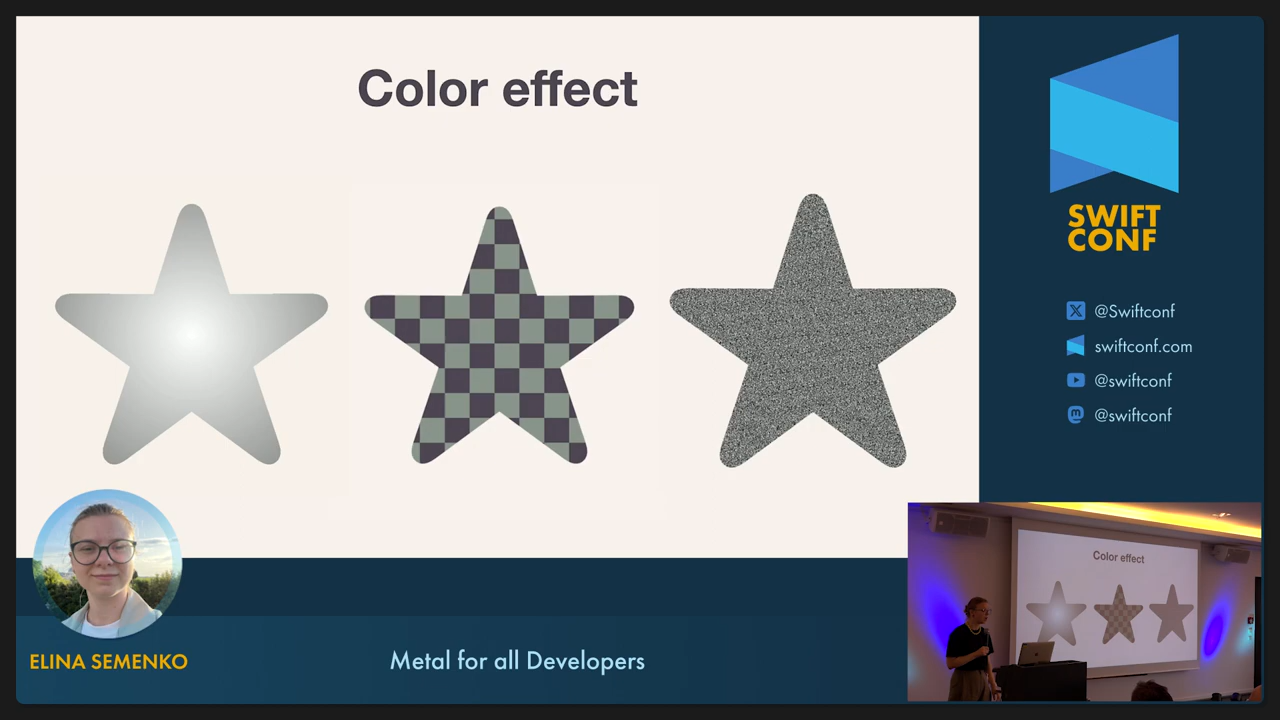 Color effect
SWIFT
CONF
@Swiftconf
swiftconf.com
@swiftconf
@swiftconf
Color effect
ELINA SEMENKO
Metal for all Developers